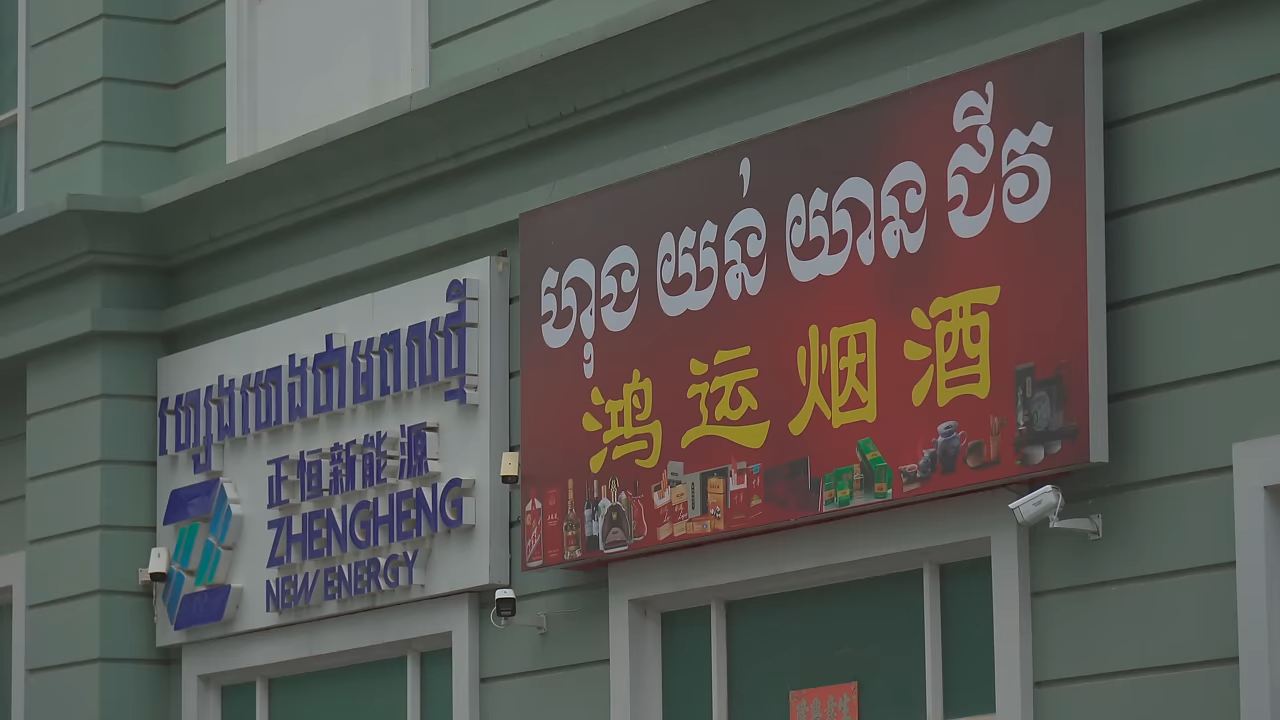 ហ្សេងហេងថាមពលថ្មី
正恒新能源
ZHENGHENG
NEW ENERGY
ហុង យន់ យាន ជីវ
鸿运烟酒